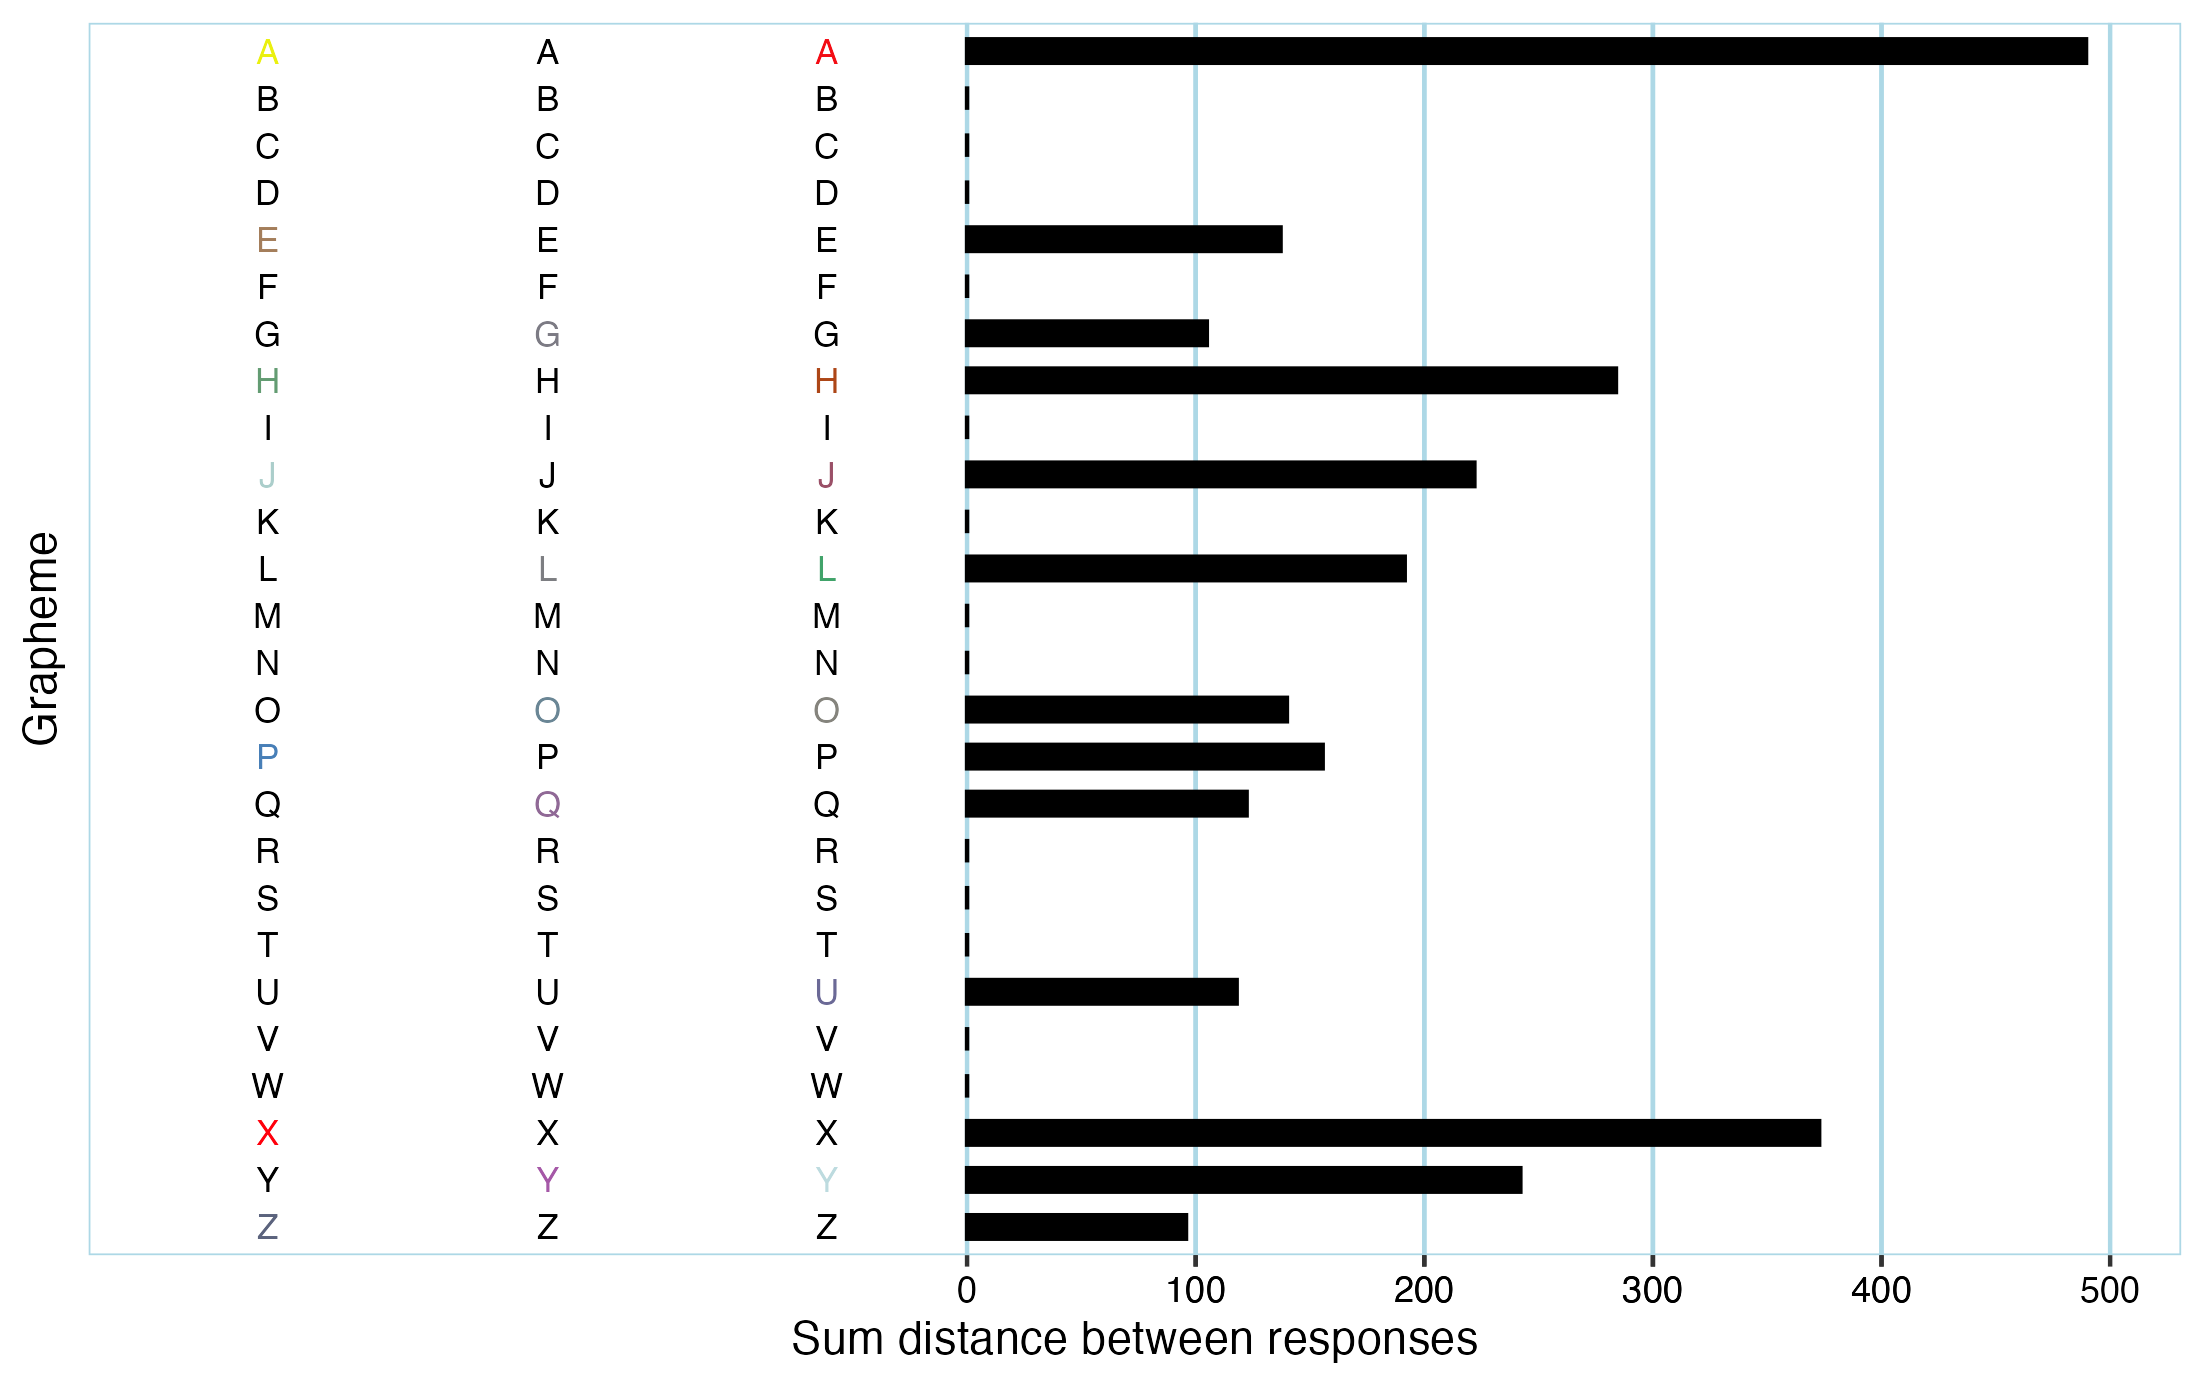 A A A
B B B
C C C
D D D
E E E
F F F
G G G
H H H
I I I
J J J
K K K
L L L
M M M
N N N
O O O
P P P
Q Q Q
R R R
S S S
T T T
U U U
V V V
W W W
X X X
Y Y Y
Z Z Z
Grapheme
0 100 200 300 400 500
Sum distance between responses